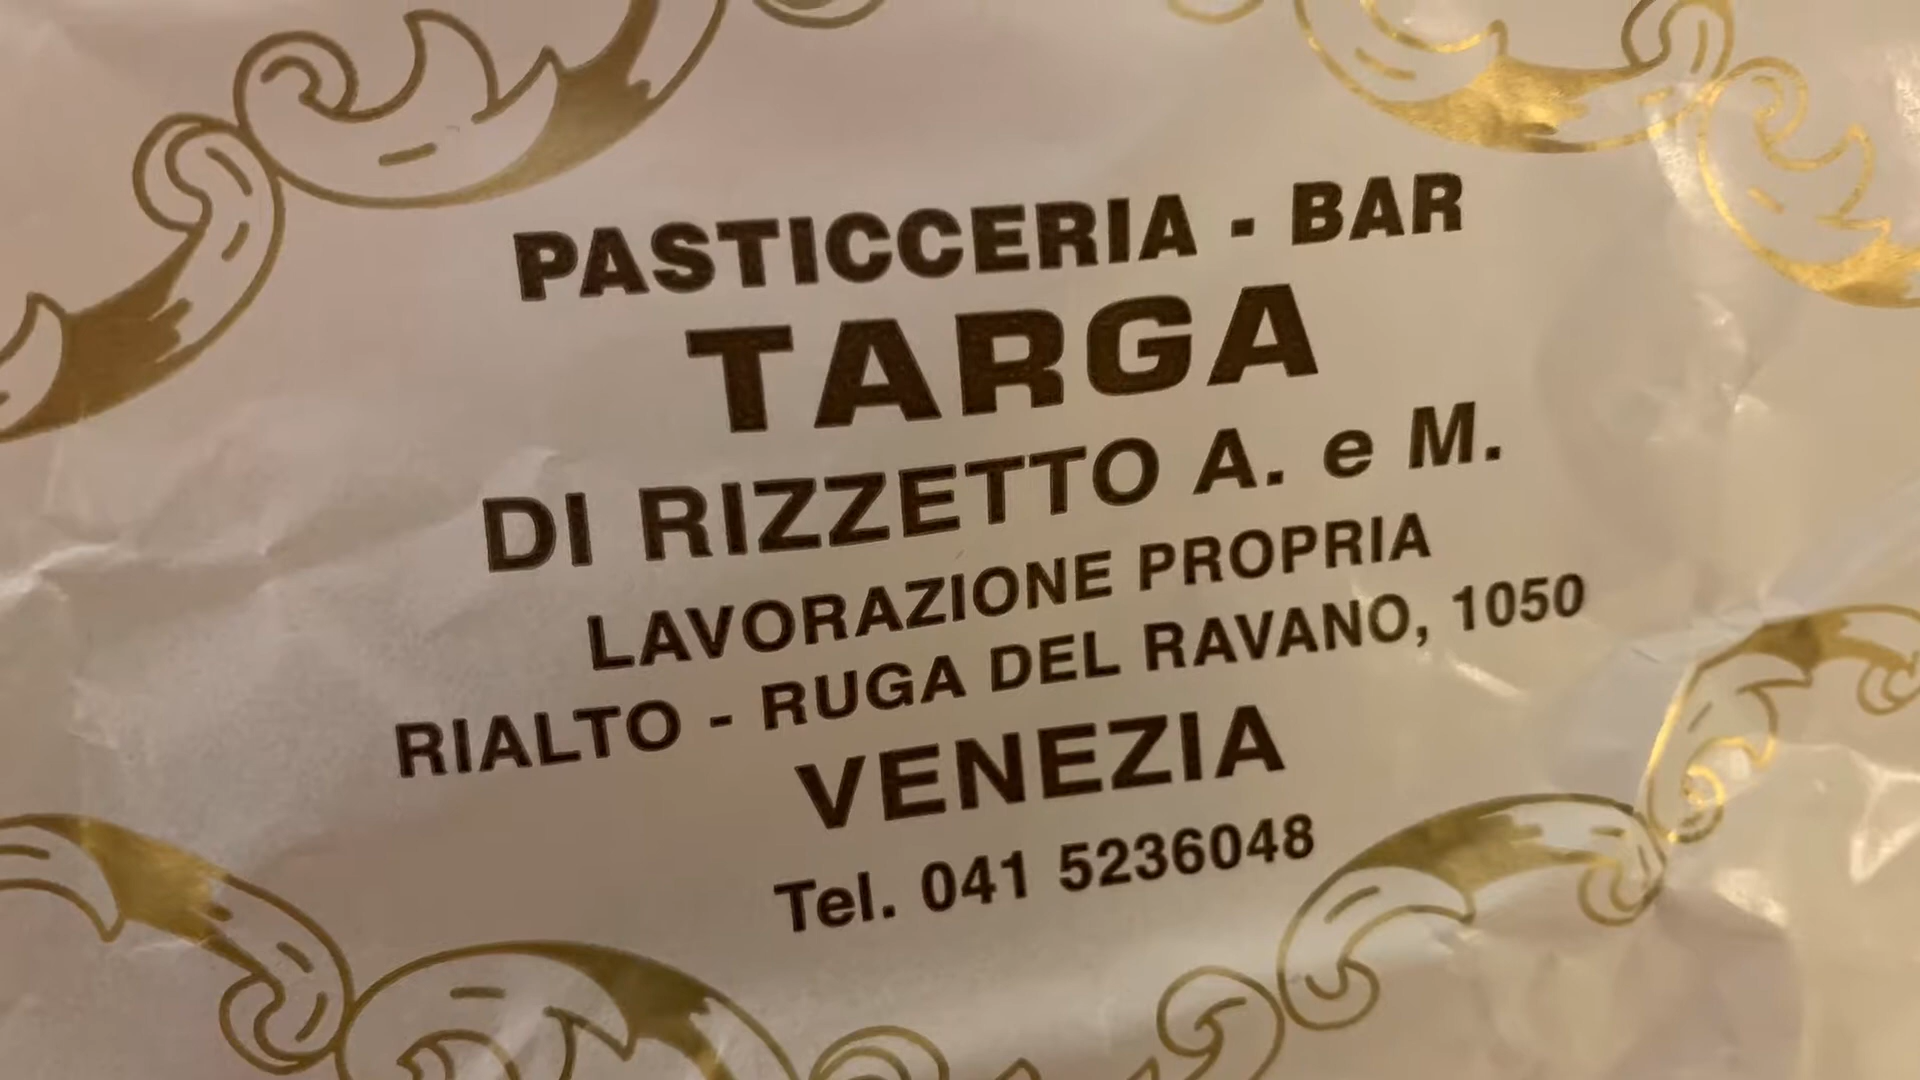 PASTICCERIA - BAR
TARGA
DI RIZZETTO A. e M.
LAVORAZIONE PROPRIA
RIALTO - RUGA DEL RAVANO, 1050
VENEZIA
Tel. 041 5236048